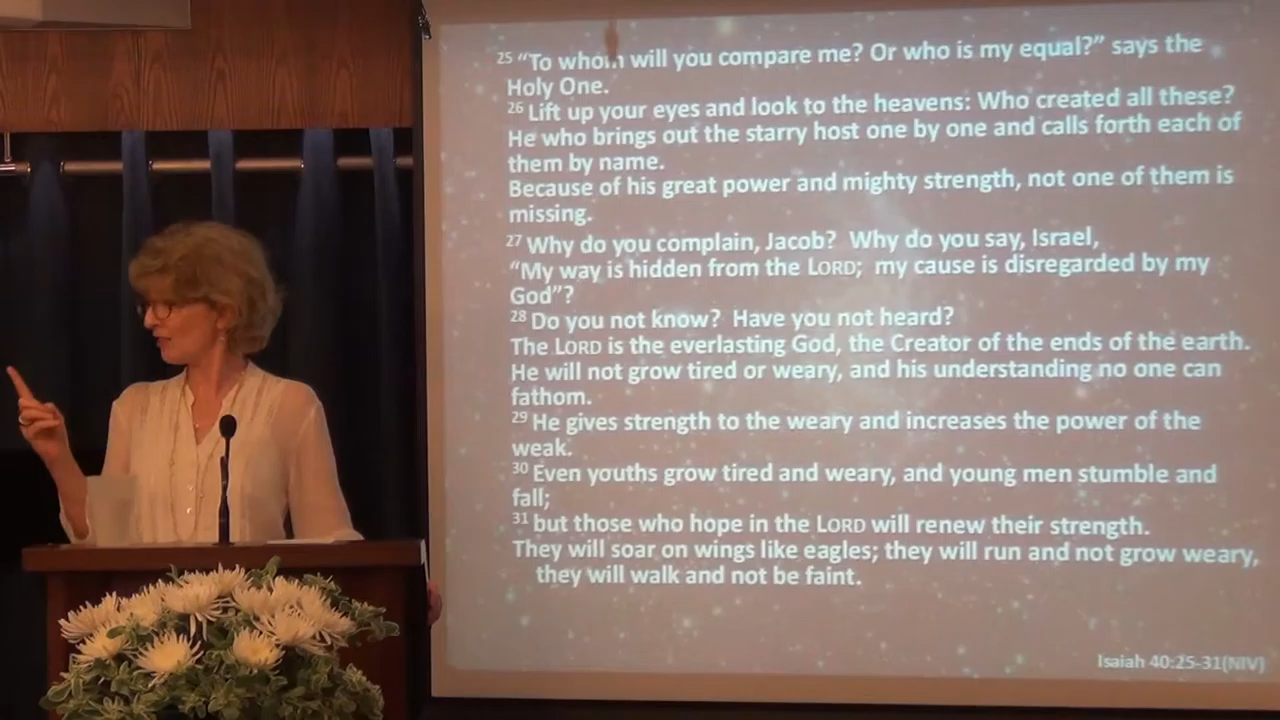 25 “To whom will you compare me? Or who is my equal?” says the
Holy One.
26 Lift up your eyes and look to the heavens: Who created all these?
He who brings out the starry host one by one and calls forth each of
them by name.
Because of his great power and mighty strength, not one of them is
missing.
27 Why do you complain, Jacob?  Why do you say, Israel,
“My way is hidden from the LORD;  my cause is disregarded by my
God”?
28 Do you not know?  Have you not heard?
The LORD is the everlasting God, the Creator of the ends of the earth.
He will not grow tired or weary, and his understanding no one can
fathom.
29 He gives strength to the weary and increases the power of the
weak.
30 Even youths grow tired and weary, and young men stumble and
fall;
31 but those who hope in the LORD will renew their strength.
They will soar on wings like eagles; they will run and not grow weary,
they will walk and not be faint.
Isaiah 40:25-31(NIV)